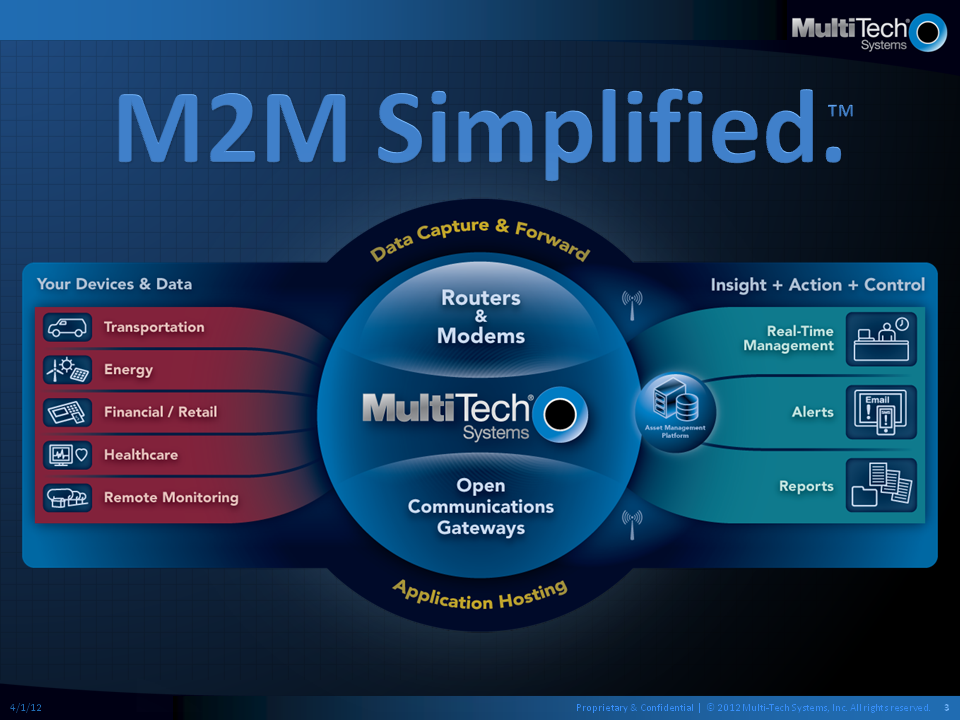 MultiTech®
Systems
M2M Simplified.™
Data Capture & Forward
Your Devices & Data
Transportation
Energy
Financial / Retail
Healthcare
Remote Monitoring
Routers
&
Modems
MultiTech®
Systems
Open
Communications
Gateways
Application Hosting
Asset Management
Platform
Insight + Action + Control
Real-Time
Management
Alerts
Email
Reports
4/1/12
Proprietary & Confidential | © 2012 Multi-Tech Systems, Inc. All rights reserved. 3